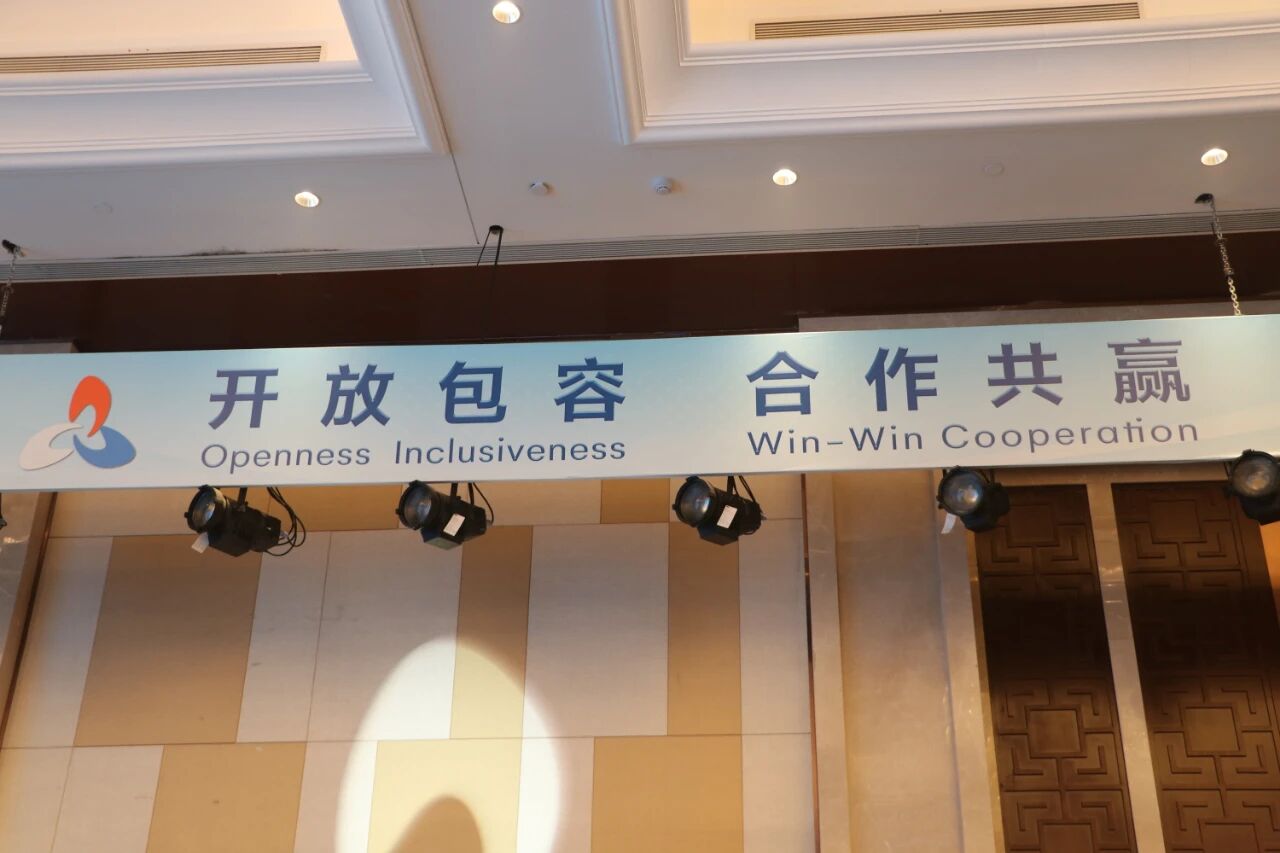 开放包容 合作共赢
Openness Inclusiveness Win-Win Cooperation